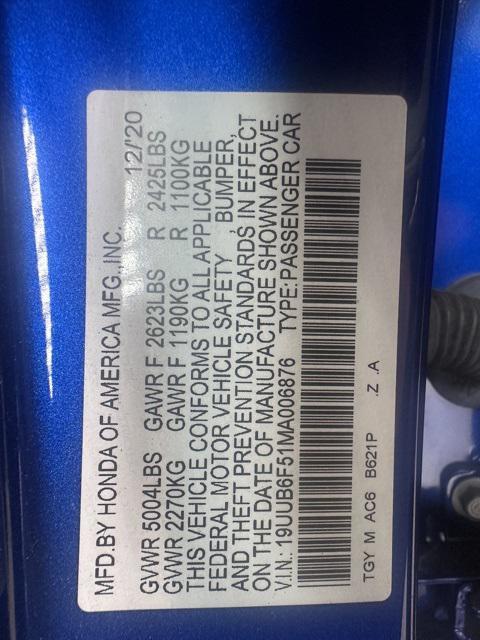 MFD.BY HONDA OF AMERICA MFG.,INC. 12/'20
GVWR 5004LBS GAWR F 2623LBS R 2425LBS
GVWR 2270KG GAWR F 1190KG R 1100KG
THIS VEHICLE CONFORMS TO ALL APPLICABLE
FEDERAL MOTOR VEHICLE SAFETY, BUMPER,
AND THEFT PREVENTION STANDARDS IN EFFECT
ON THE DATE OF MANUFACTURE SHOWN ABOVE.
V.I.N.: 19UUB6F51MA006876 TYPE:PASSENGER CAR
TGY M AC6 B621P .Z .A